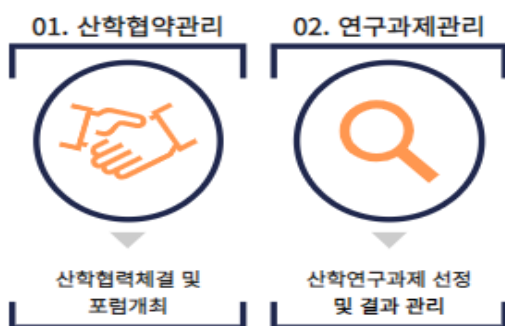 01. 산학협약관리
산학협력체결 및
포럼개최
02. 연구과제관리
산학연구과제 선정
및 결과 관리